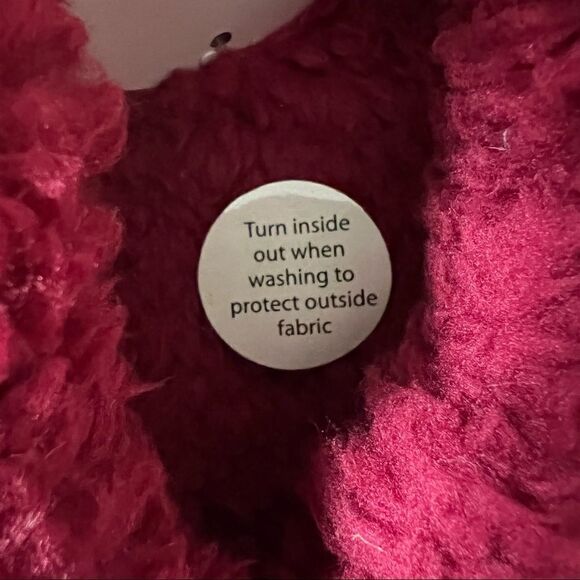 Turn inside
out when
washing to
protect outside
fabric